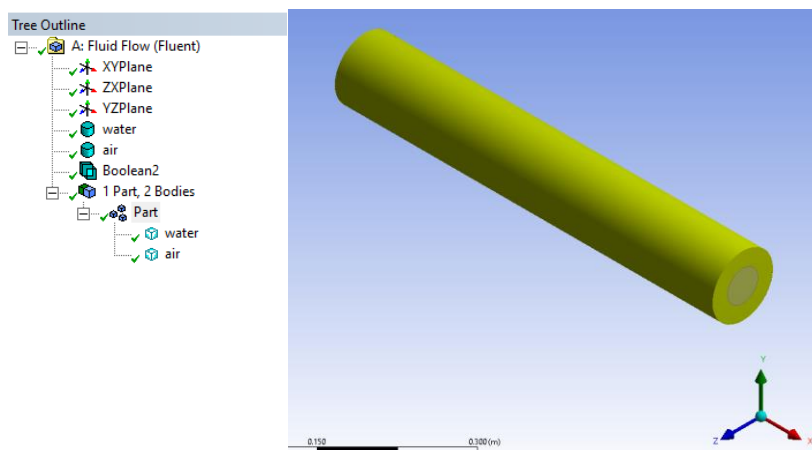 Tree Outline
A: Fluid Flow (Fluent)
XYPlane
ZXPlane
YZPlane
water
air
Boolean2
1 Part, 2 Bodies
Part
water
air
0.150
0.300 (m)
Y
Z
X